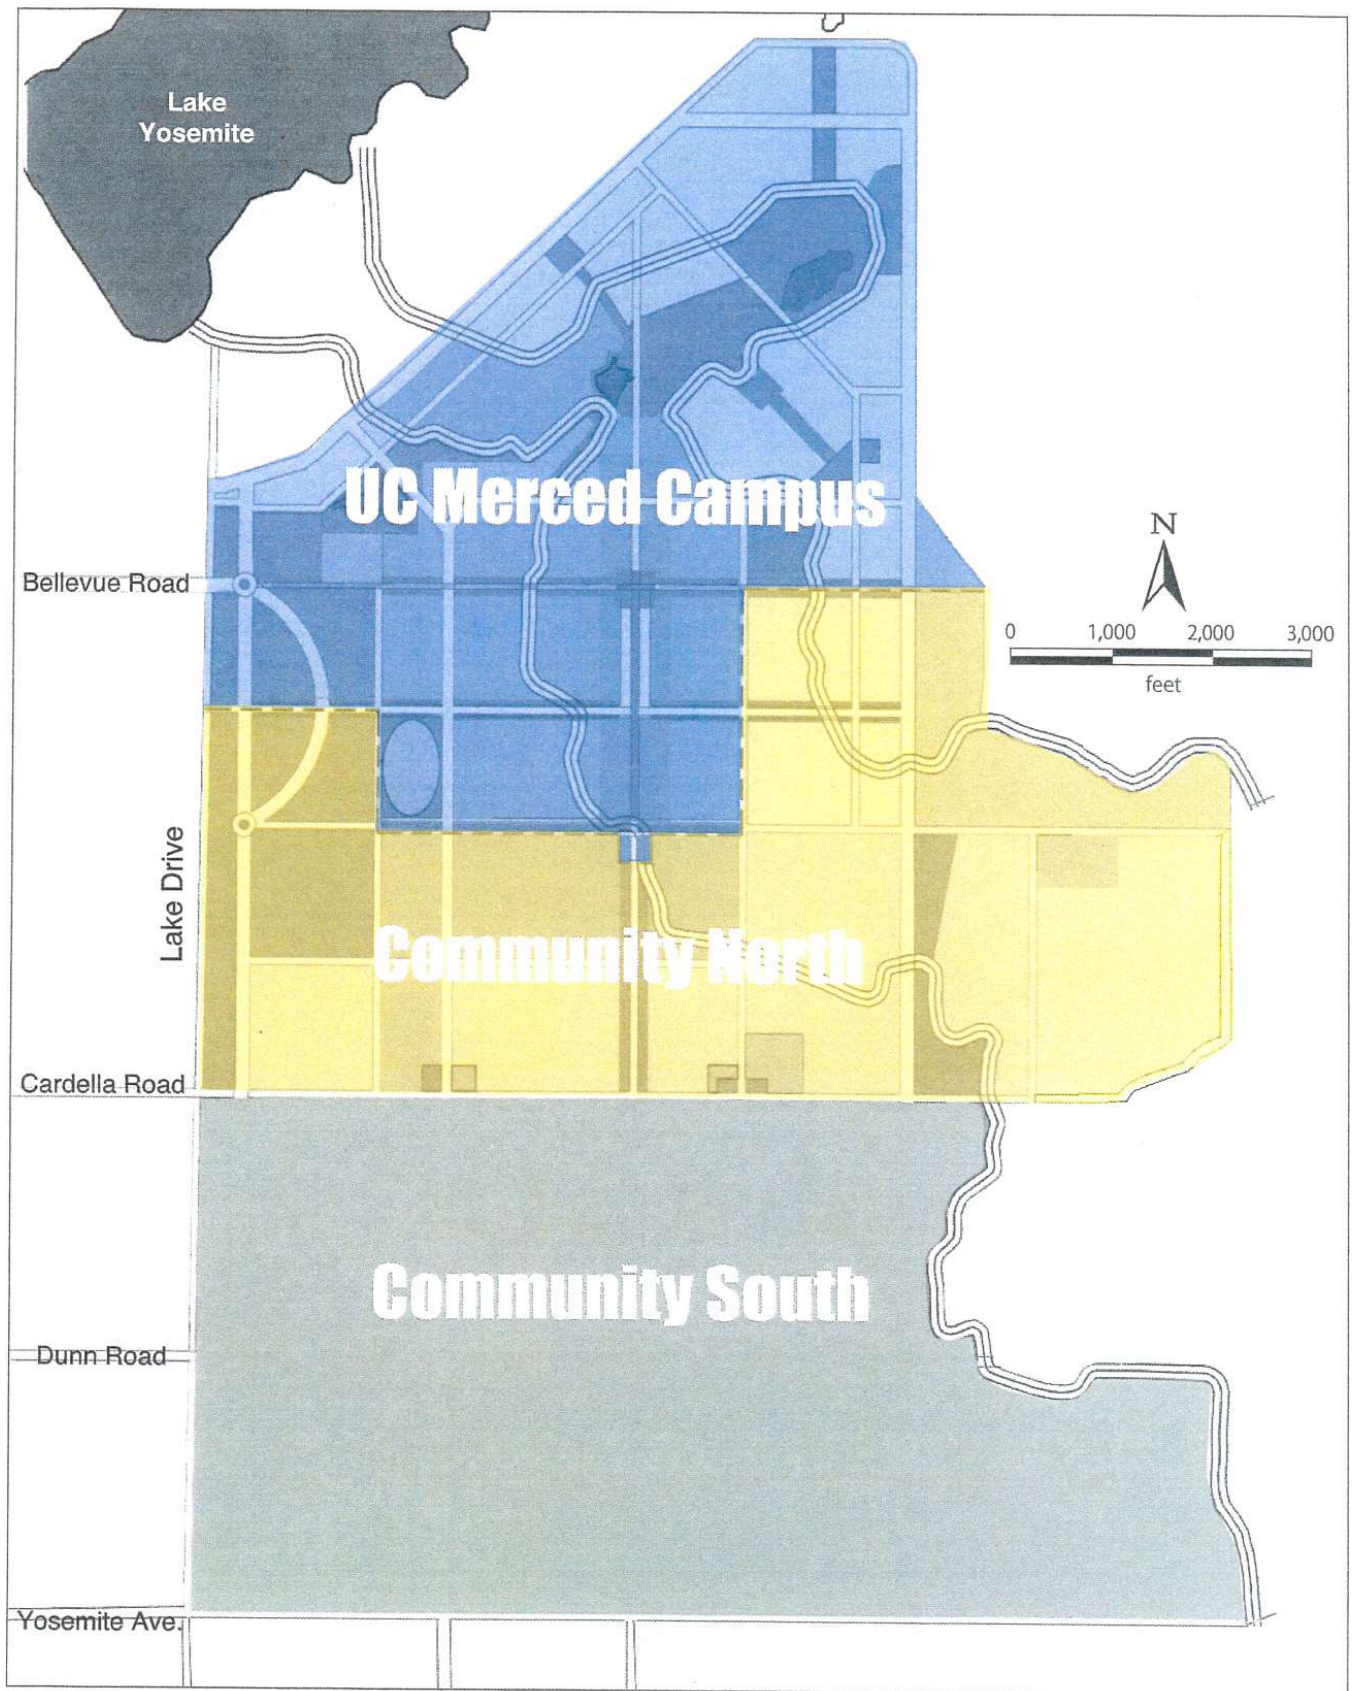 Lake
Yosemite
UC Merced Campus
Bellevue Road
N
0 1,000 2,000 3,000
feet
Lake Drive
Community North
Cardella Road
Community South
Dunn Road
Yosemite Ave.